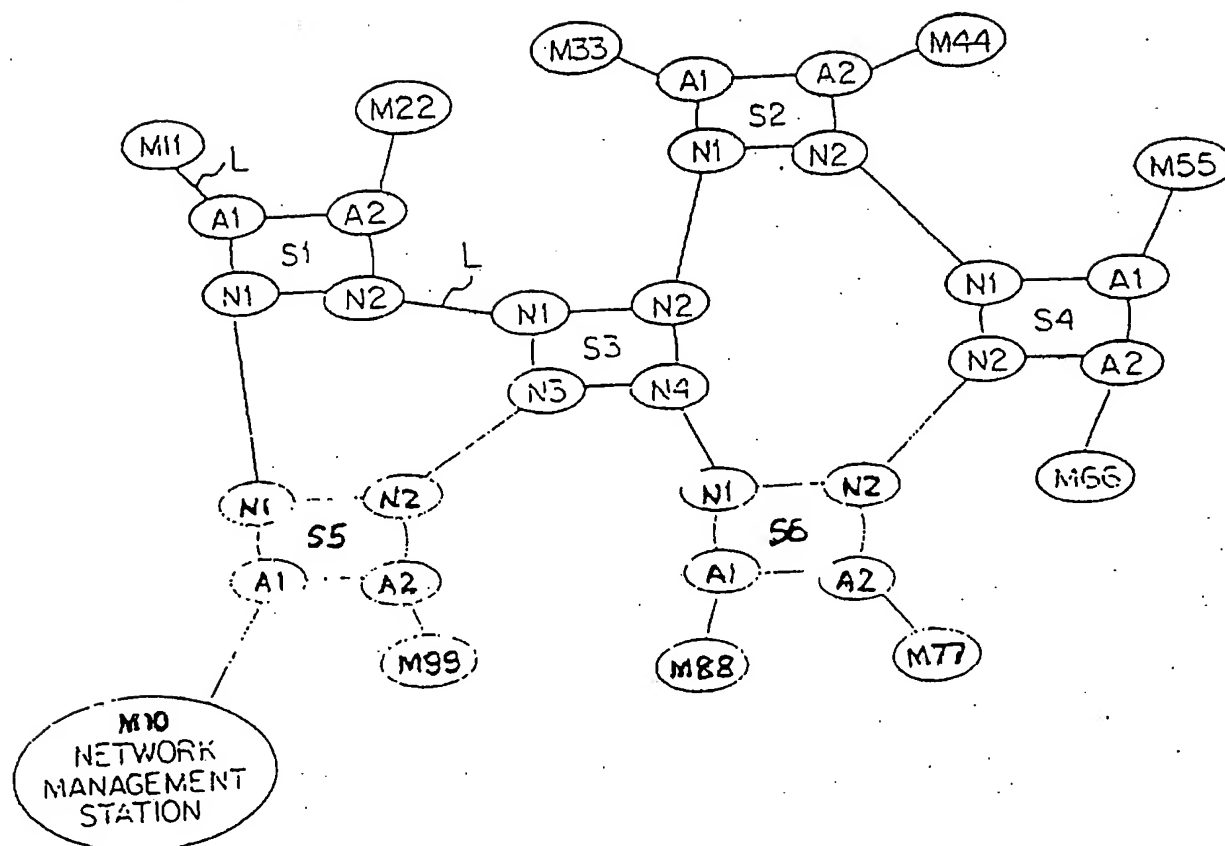 M33
M44
A1
A2
S2
N1
N2
M22
M11
L
M55
A1
A2
S1
L
N1
N2
N1
N2
S3
N3
N4
N1
A1
S4
N2
A2
M66
N1
N2
S5
A1
A2
M99
N1
N2
S6
A1
A2
M88
M77
M10
NETWORK
MANAGEMENT
STATION